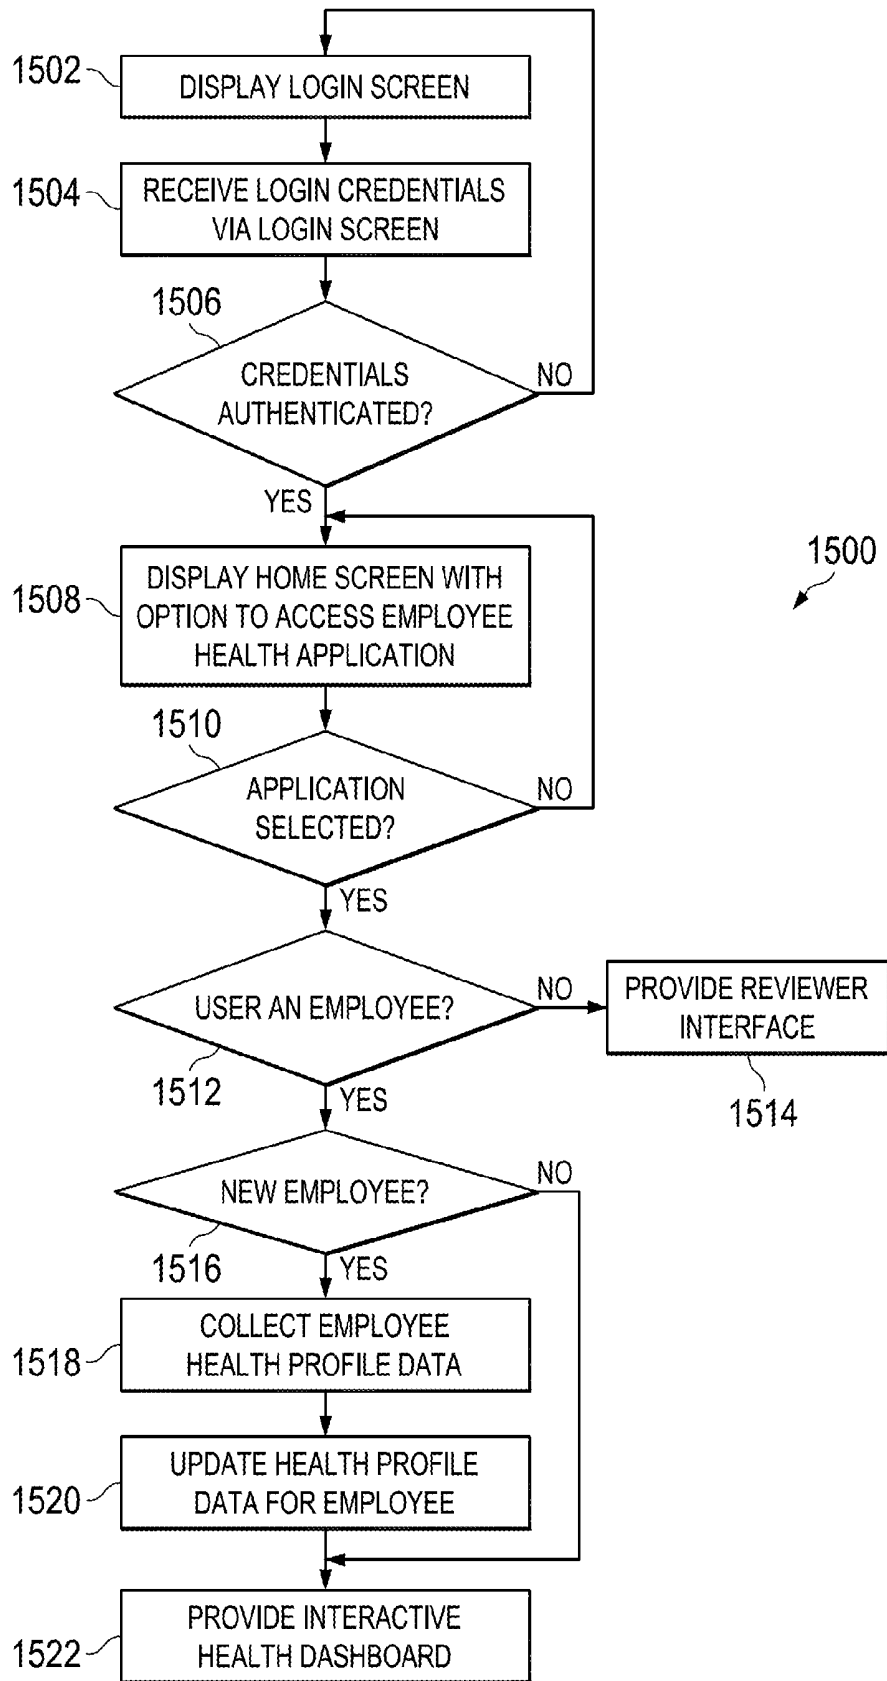 1502
DISPLAY LOGIN SCREEN
1504
RECEIVE LOGIN CREDENTIALS
VIA LOGIN SCREEN
1506
CREDENTIALS
AUTHENTICATED?
NO
YES
1500
1508
DISPLAY HOME SCREEN WITH
OPTION TO ACCESS EMPLOYEE
HEALTH APPLICATION
1510
APPLICATION
SELECTED?
NO
YES
USER AN EMPLOYEE?
NO
1512
YES
PROVIDE REVIEWER
INTERFACE
1514
NEW EMPLOYEE?
NO
1516
YES
1518
COLLECT EMPLOYEE
HEALTH PROFILE DATA
1520
UPDATE HEALTH PROFILE
DATA FOR EMPLOYEE
1522
PROVIDE INTERACTIVE
HEALTH DASHBOARD